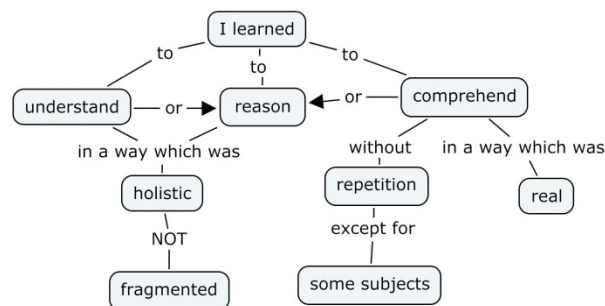 I learned
to
to
to
understand
or
reason
or
comprehend
in a way which was
without
in a way which was
holistic
repetition
real
NOT
except for
fragmented
some subjects